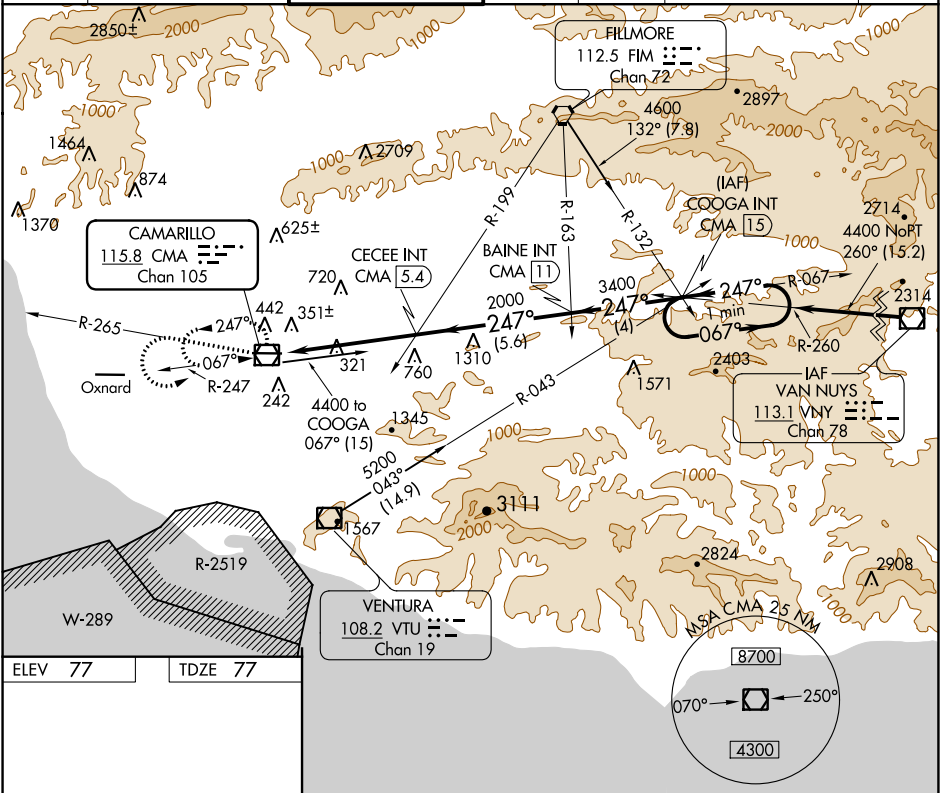 2850±
2000
1000
FILLMORE
112.5 FIM
Chan 72
1000
2897
4600
132° (7.8)
2000
1000
1464
874
1370
1000
2709
R-199
R-163
R-132
(IAF)
COOGA INT
CMA 15
2714
4400 NoPT
260° (15.2)
1000
CAMARILLO
115.8 CMA
Chan 105
625±
CECEE INT
CMA 5.4
BAINE INT
CMA 11
720
3400
247°
(4)
247°
R-067
1 min
067°
2314
R-265
247°
442
351±
2000
247°
(5.6)
067°
R-247
Oxnard
321
760
1310
R-260
2403
1571
242
4400 to
COOGA
067° (15)
1345
R-043
IAF
VAN NUYS
113.1 VNY
Chan 78
5200
043°
(14.9)
1000
1000
1567
3111
2000
R-2519
2824
2908
W-289
VENTURA
108.2 VTU
Chan 19
1000
MSA CMA 25 NM
8700
070°
250°
4300
ELEV 77
TDZE 77